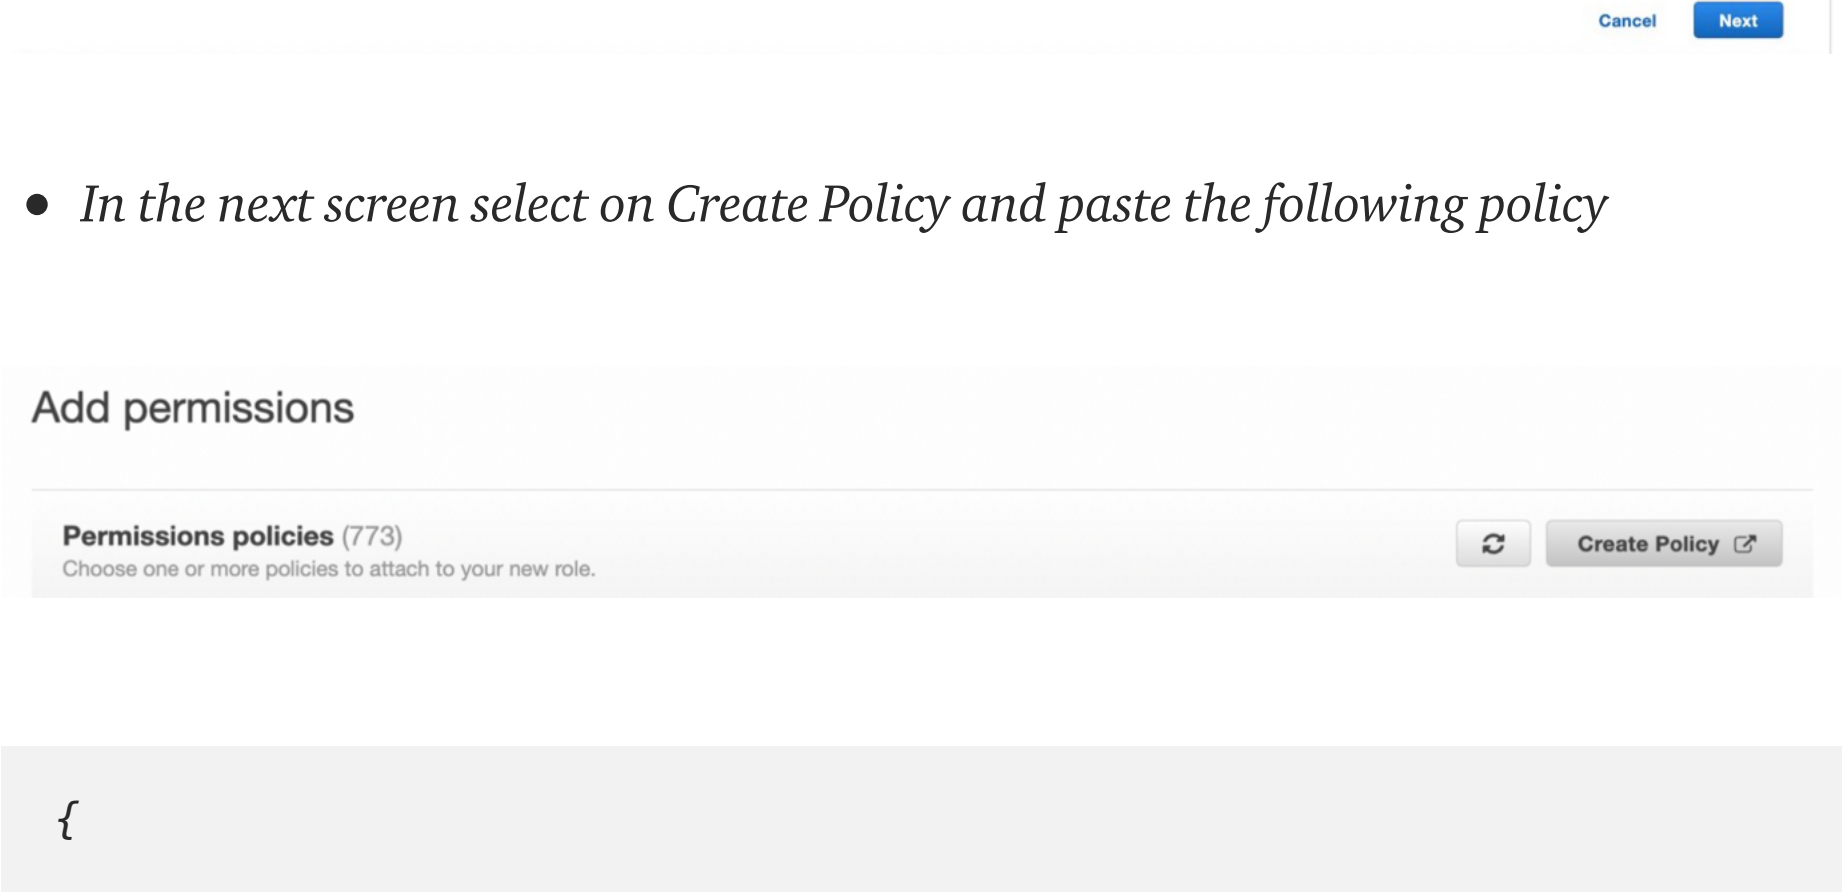 Cancel Next
• In the next screen select on Create Policy and paste the following policy
Add permissions
Permissions policies (773)
Create Policy
Choose one or more policies to attach to your new role.
{